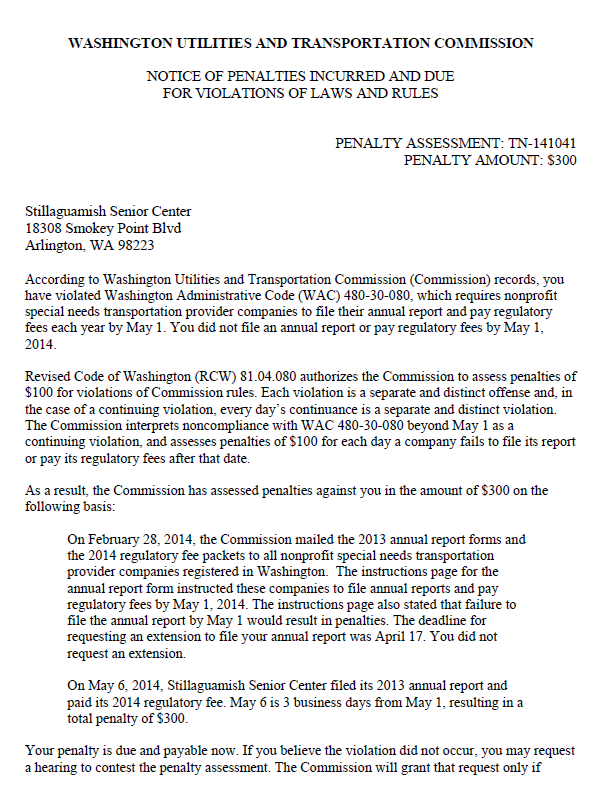 WASHINGTON UTILITIES AND TRANSPORTATION COMMISSION
NOTICE OF PENALTIES INCURRED AND DUE
FOR VIOLATIONS OF LAWS AND RULES
PENALTY ASSESSMENT: TN-141041
PENALTY AMOUNT: $300
Stillaguamish Senior Center
18308 Smokey Point Blvd
Arlington, WA 98223
According to Washington Utilities and Transportation Commission (Commission) records, you
have violated Washington Administrative Code (WAC) 480-30-080, which requires nonprofit
special needs transportation provider companies to file their annual report and pay regulatory
fees each year by May 1. You did not file an annual report or pay regulatory fees by May 1,
2014.
Revised Code of Washington (RCW) 81.04.080 authorizes the Commission to assess penalties of
$100 for violations of Commission rules. Each violation is a separate and distinct offense and, in
the case of a continuing violation, every day’s continuance is a separate and distinct violation.
The Commission interprets noncompliance with WAC 480-30-080 beyond May 1 as a
continuing violation, and assesses penalties of $100 for each day a company fails to file its report
or pay its regulatory fees after that date.
As a result, the Commission has assessed penalties against you in the amount of $300 on the
following basis:
On February 28, 2014, the Commission mailed the 2013 annual report forms and
the 2014 regulatory fee packets to all nonprofit special needs transportation
provider companies registered in Washington. The instructions page for the
annual report form instructed these companies to file annual reports and pay
regulatory fees by May 1, 2014. The instructions page also stated that failure to
file the annual report by May 1 would result in penalties. The deadline for
requesting an extension to file your annual report was April 17. You did not
request an extension.
On May 6, 2014, Stillaguamish Senior Center filed its 2013 annual report and
paid its 2014 regulatory fee. May 6 is 3 business days from May 1, resulting in a
total penalty of $300.
Your penalty is due and payable now. If you believe the violation did not occur, you may request
a hearing to contest the penalty assessment. The Commission will grant that request only if